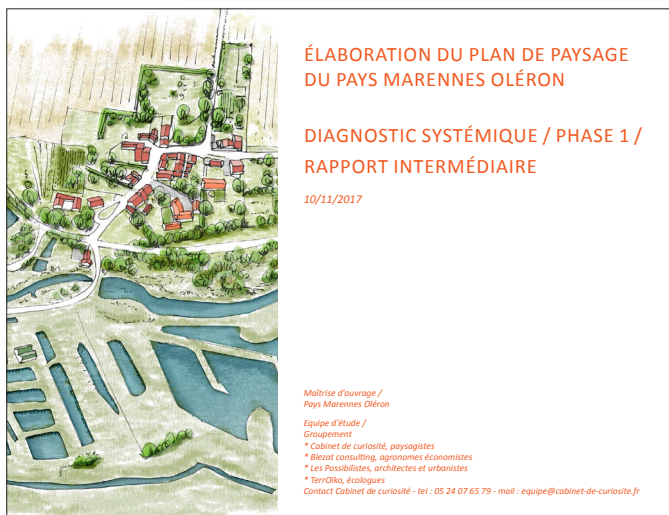 ÉLABORATION DU PLAN DE PAYSAGE
DU PAYS MARENNES OLÉRON
DIAGNOSTIC SYSTÉMIQUE / PHASE 1 /
RAPPORT INTERMÉDIAIRE
10/11/2017
Maîtrise d'ouvrage /
Pays Marennes Oléron
Equipe d'étude /
Groupement
* Cabinet de curiosité, paysagistes
* Blezat consulting, agronomes économistes
* Les Possibilistes, architectes et urbanistes
* TerrOïko, écologues
Contact Cabinet de curiosité - tel : 05 24 07 65 79 - mail : equipe@cabinet-de-curiosite.fr